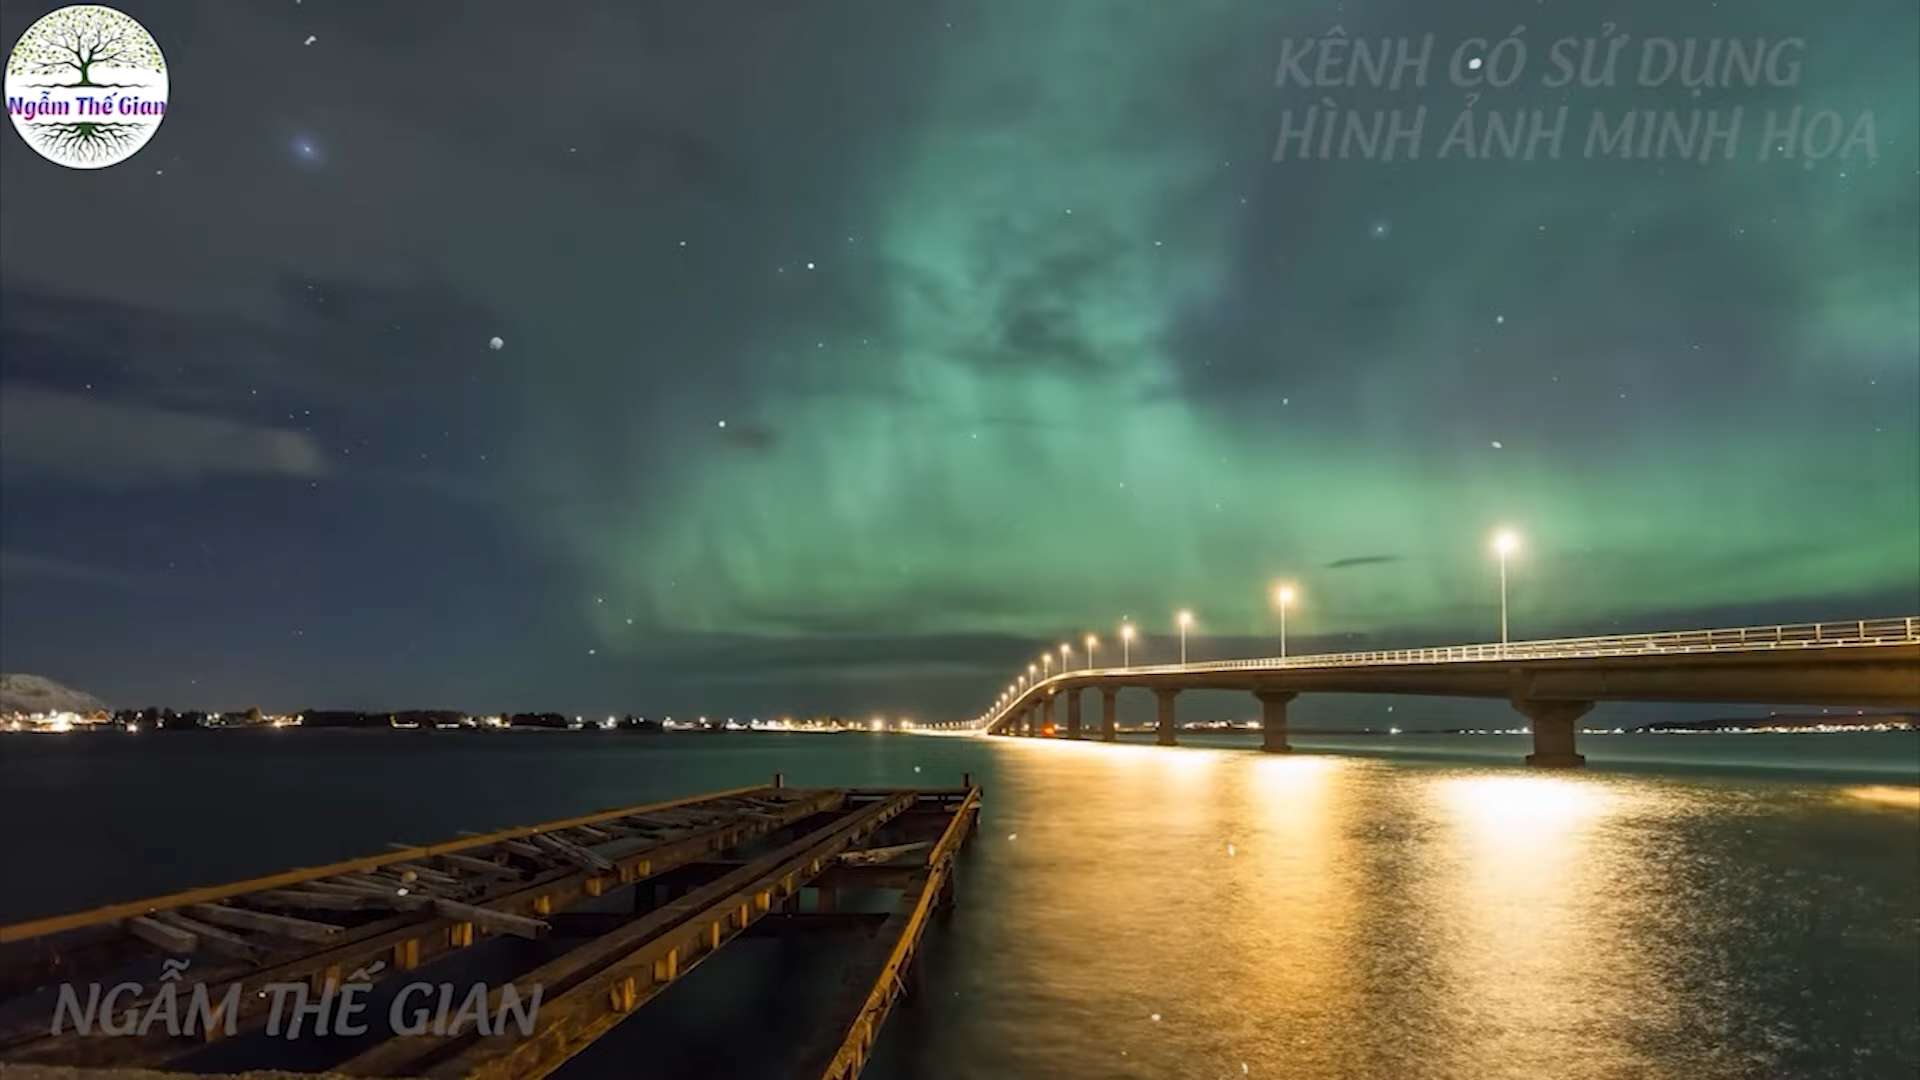 Ngẫm Thế Gian
KÊNH CÓ SỬ DỤNG
HÌNH ẢNH MINH HỌA
NGẪM THẾ GIAN